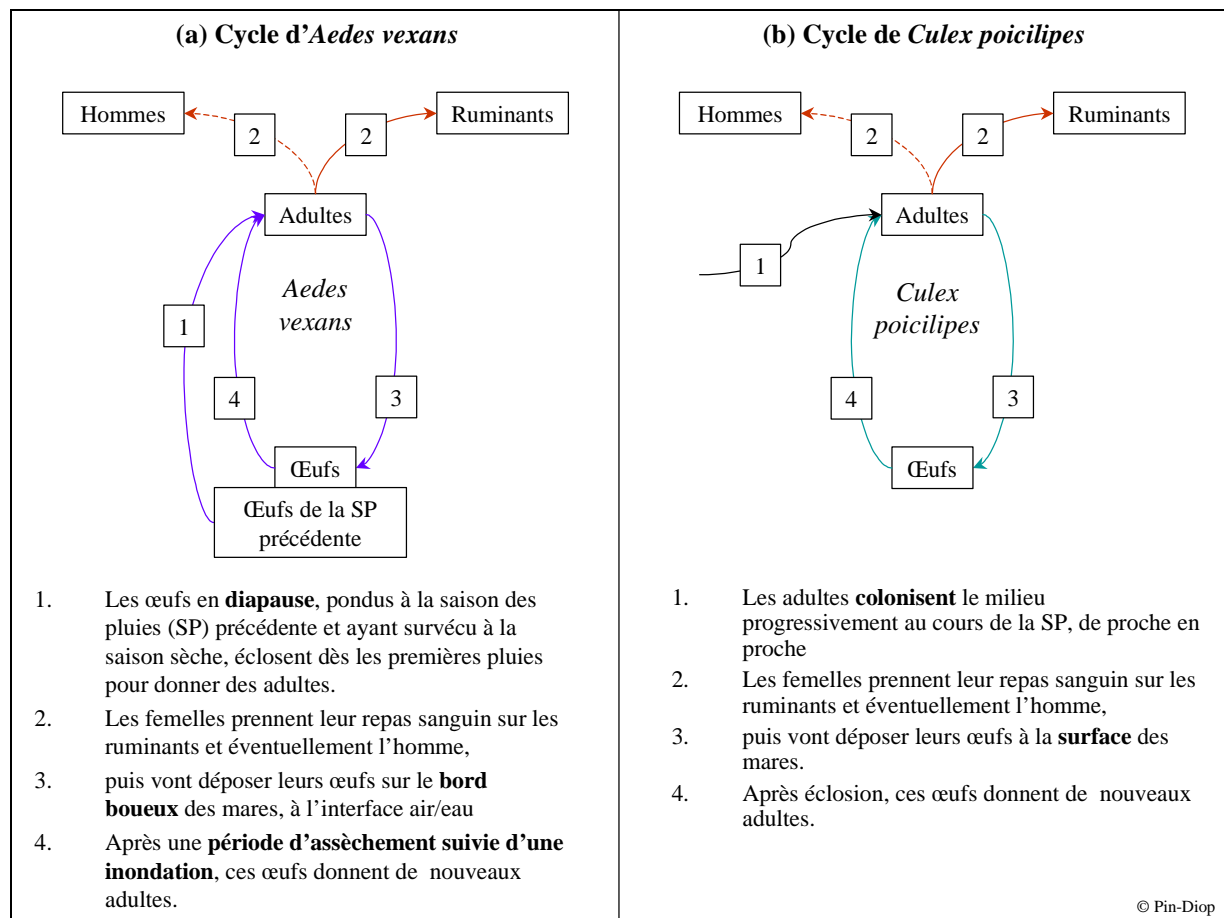 (a) Cycle d’Aedes vexans
Hommes
2
2
Ruminants
Adultes
Aedes
vexans
1
4
3
Œufs
Œufs de la SP
précédente
1. Les œufs en diapause, pondus à la saison des
pluies (SP) précédente et ayant survécu à la
saison sèche, éclosent dès les premières pluies
pour donner des adultes.
2. Les femelles prennent leur repas sanguin sur les
ruminants et éventuellement l’homme,
3. puis vont déposer leurs œufs sur le bord
boueux des mares, à l’interface air/eau
4. Après une période d’assèchement suivie d’une
inondation, ces œufs donnent de nouveaux
adultes.
(b) Cycle de Culex poicilipes
Hommes
2
2
Ruminants
Adultes
1
Culex
poicilipes
4
3
Œufs
1. Les adultes colonisent le milieu
progressivement au cours de la SP, de proche en
proche
2. Les femelles prennent leur repas sanguin sur les
ruminants et éventuellement l’homme,
3. puis vont déposer leurs œufs à la surface des
mares.
4. Après éclosion, ces œufs donnent de nouveaux
adultes.
© Pin-Diop